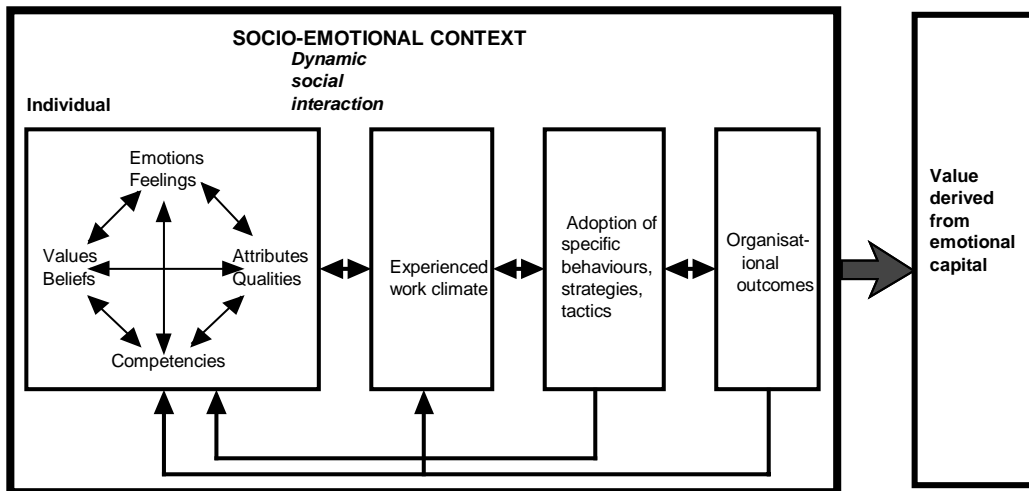 SOCIO-EMOTIONAL CONTEXT
Dynamic
social
interaction
Individual
Emotions
Feelings
Values
Beliefs
Attributes
Qualities
Competencies
Experienced
work climate
Adoption of
specific
behaviours,
strategies,
tactics
Organisat-
ional
outcomes
Value
derived
from
emotional
capital